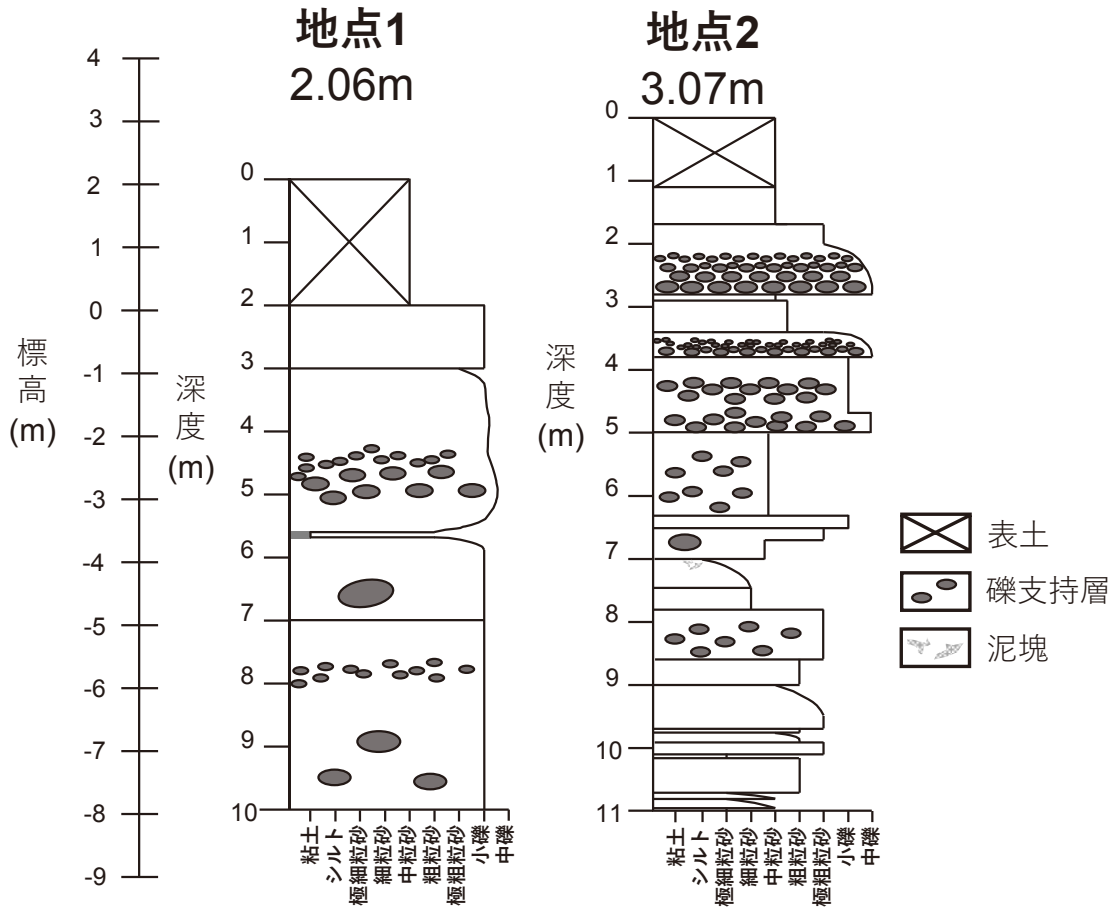 地点1
2.06m
地点2
3.07m
4
3
2
1
0
-1
-2
-3
-4
-5
-6
-7
-8
-9
標高
(m)
0
1
2
3
4
5
6
7
8
9
10
深度
(m)
粘土
シルト
極細粒砂
細粒砂
中粒砂
粗粒砂
極粗粒砂
小礫
中礫
0
1
2
3
4
5
6
7
8
9
10
11
深度
(m)
粘土
シルト
極細粒砂
細粒砂
中粒砂
粗粒砂
極粗粒砂
小礫
中礫
表土
礫支持層
泥塊